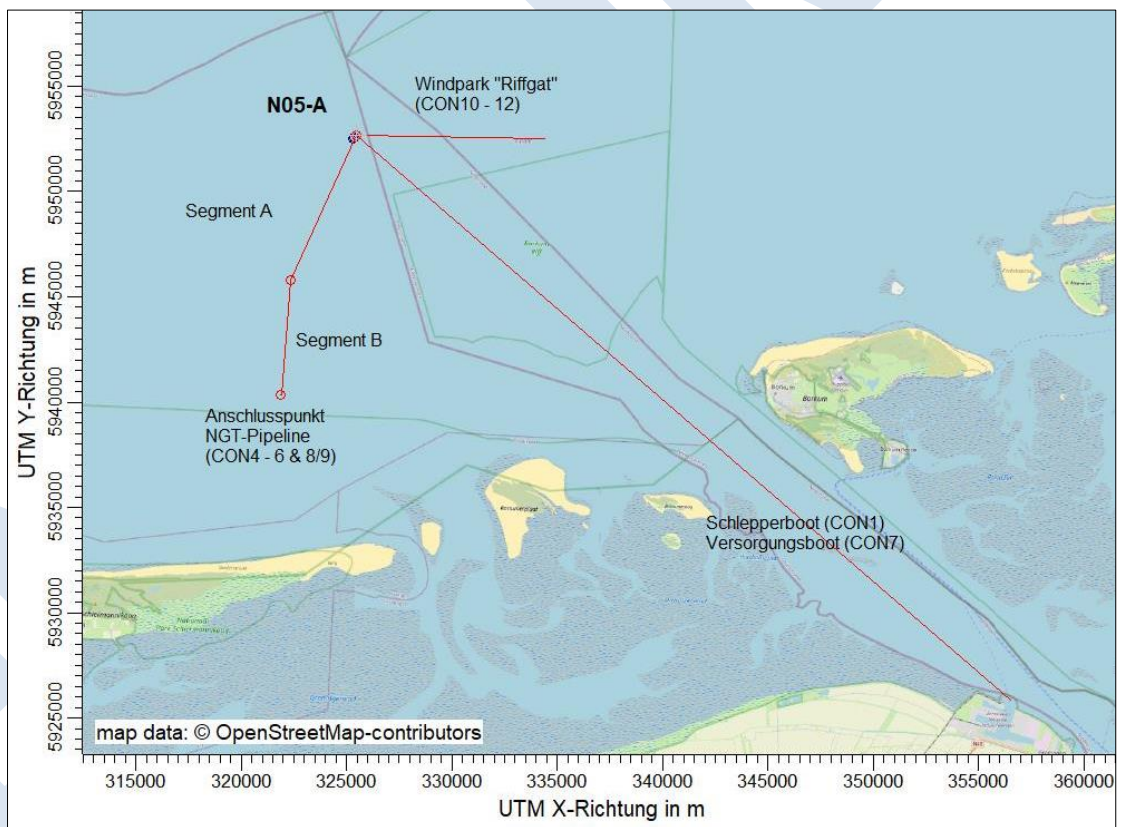 Windpark "Riffgat"
(CON10 - 12)
N05-A
Segment A
Segment B
Anschlusspunkt
NGT-Pipeline
(CON4 - 6 & 8/9)
Borkum
Schlepperboot (CON1)
Versorgungsboot (CON7)
map data: © OpenStreetMap-contributors
UTM Y-Richtung in m
5955000
5950000
5945000
5940000
5935000
5930000
5925000
315000 320000 325000 330000 335000 340000 345000 350000 355000 360000
UTM X-Richtung in m